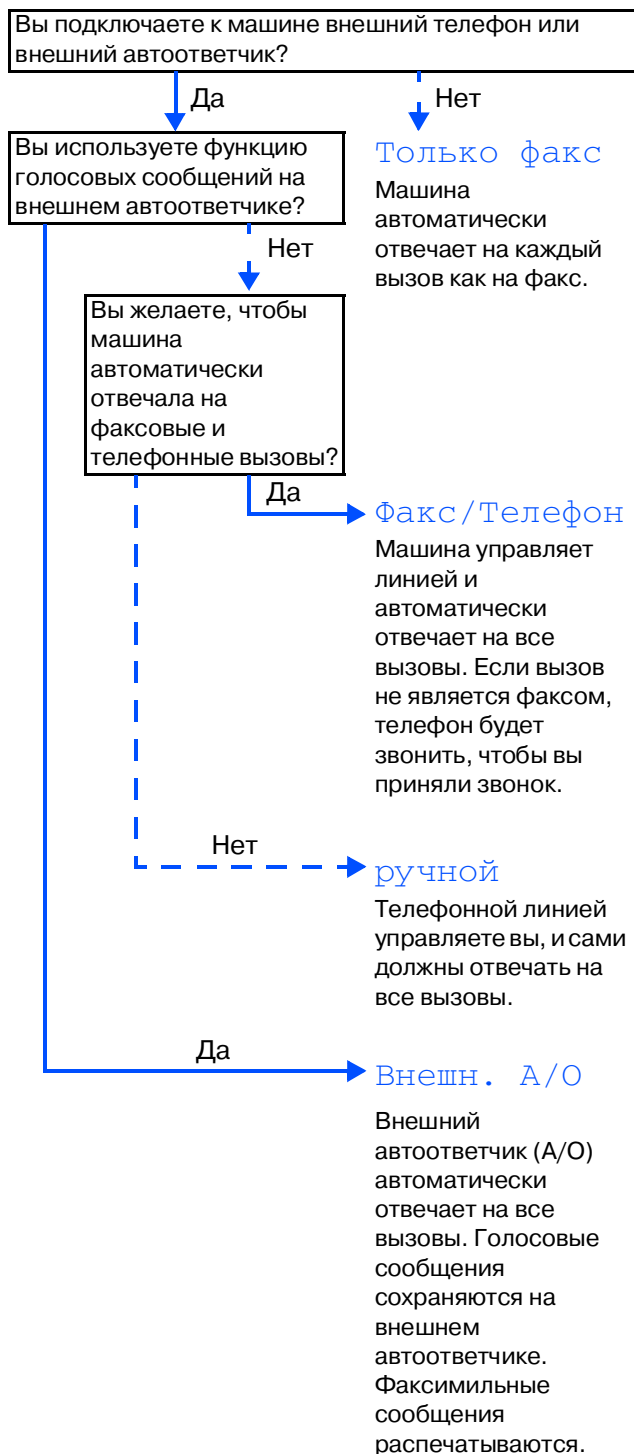 Вы подключаете к машине внешний телефон или
внешний автоответчик?
Да
Нет
Вы используете функцию
голосовых сообщений на
внешнем автоответчике?
Только факс
Машина
автоматически
отвечает на каждый
вызов как на факс.
Нет
Вы желаете, чтобы
машина
автоматически
отвечала на
факсовые и
телефонные вызовы?
Да
Факс/Телефон
Машина управляет
линией и
автоматически
отвечает на все
вызовы. Если вызов
не является факсом,
телефон будет
звонить, чтобы вы
приняли звонок.
Нет
ручной
Телефонной линией
управляете вы, и сами
должны отвечать на
все вызовы.
Да
Внешн. А/О
Внешний
автоответчик (А/О)
автоматически
отвечает на все
вызовы. Голосовые
сообщения
сохраняются на
внешнем
автоответчике.
Факсимильные
сообщения
распечатываются.